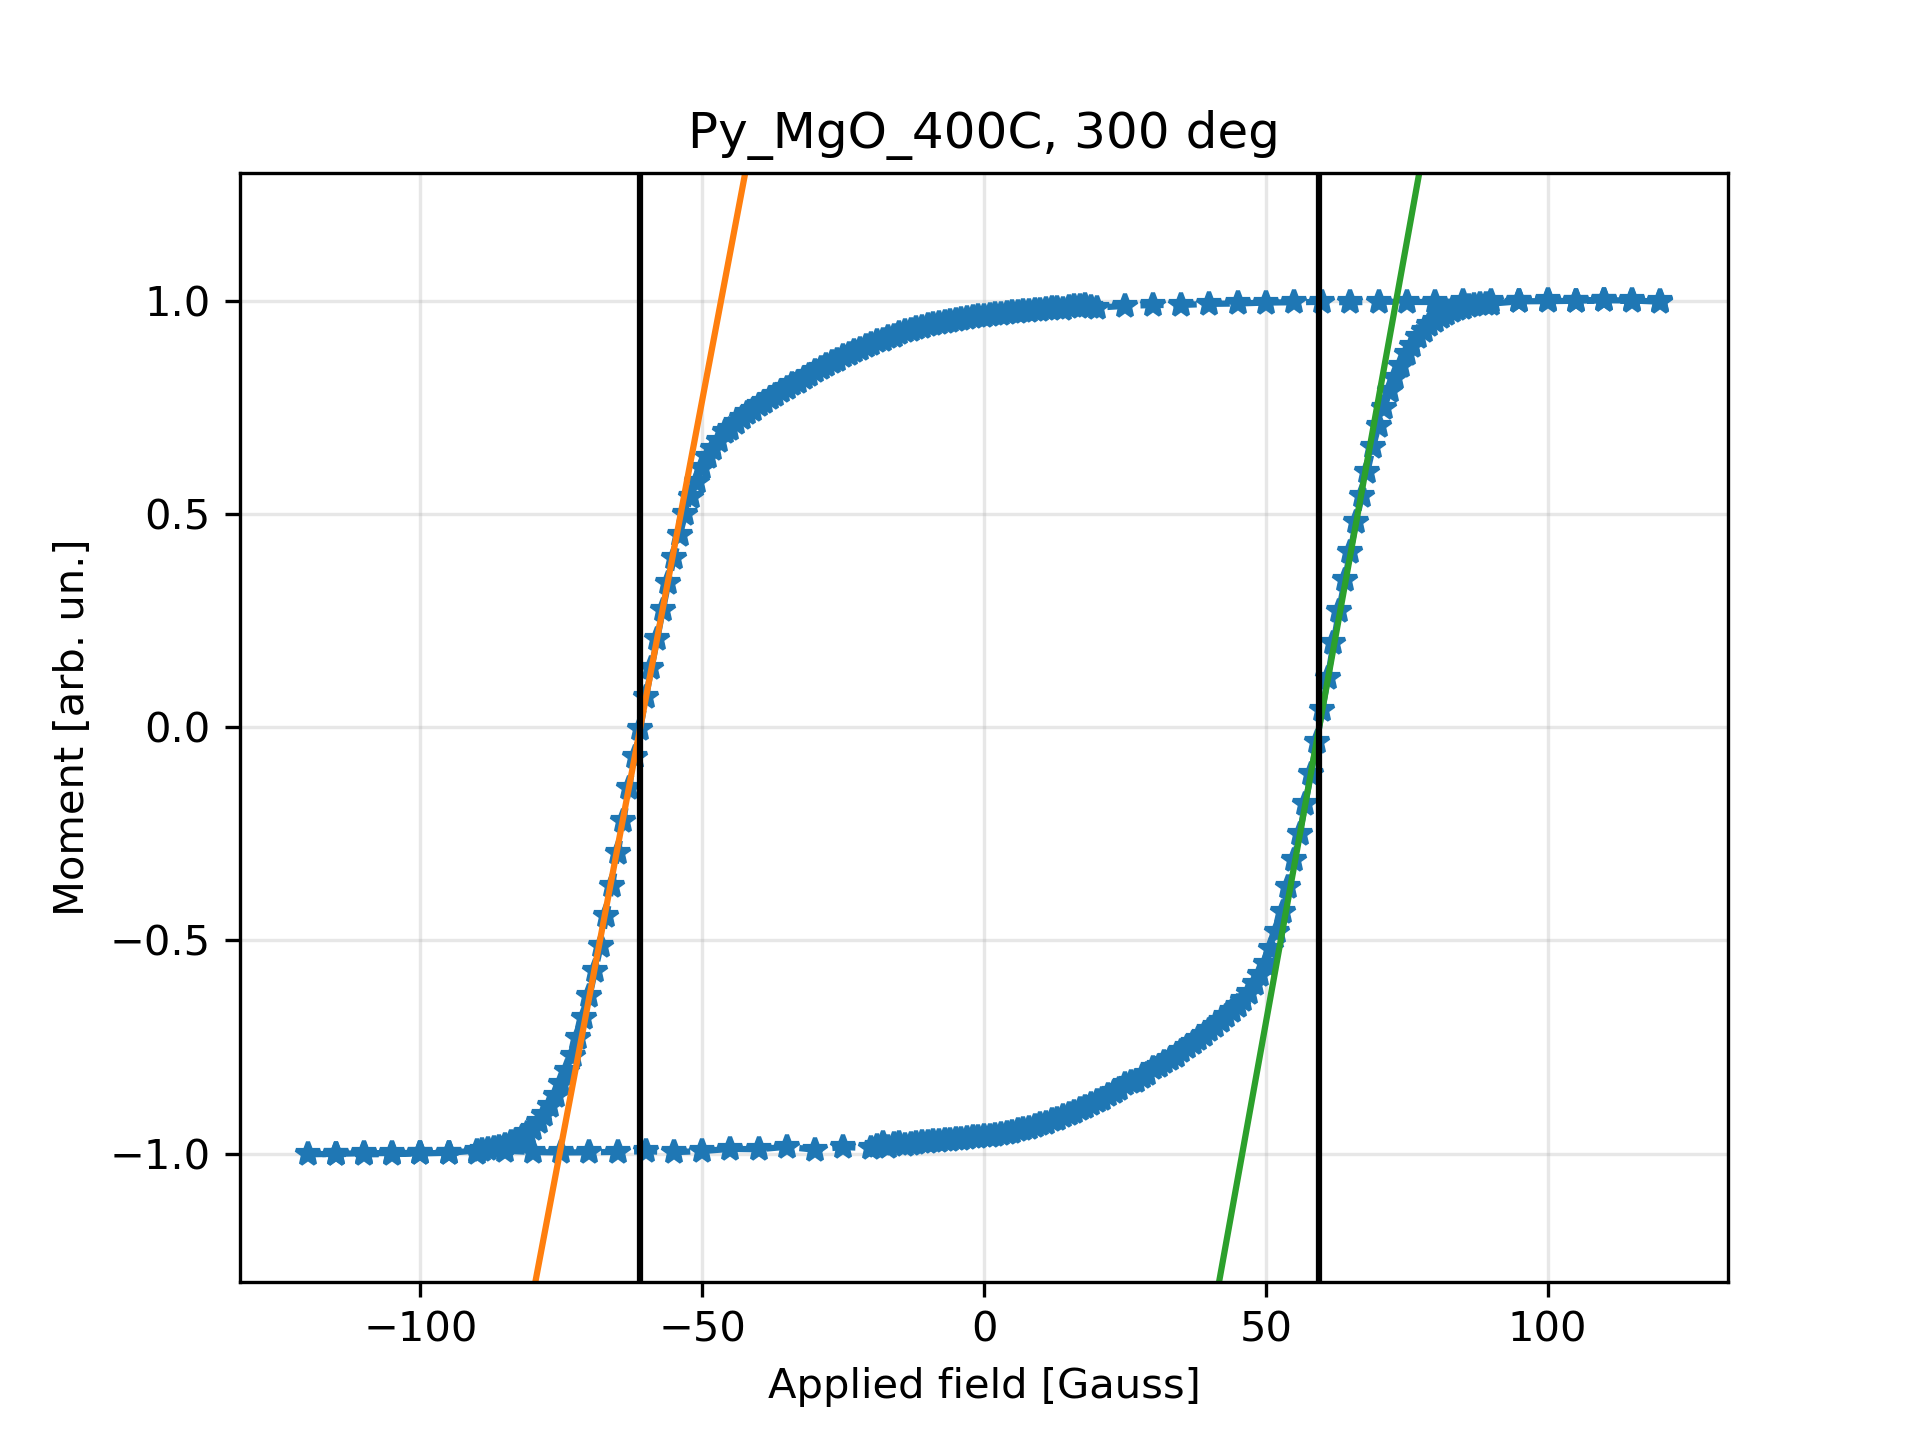 Py_MgO_400C, 300 deg
1.0
0.5
0.0
−0.5
−1.0
Moment [arb. un.]
−100 −50 0 50 100
Applied field [Gauss]